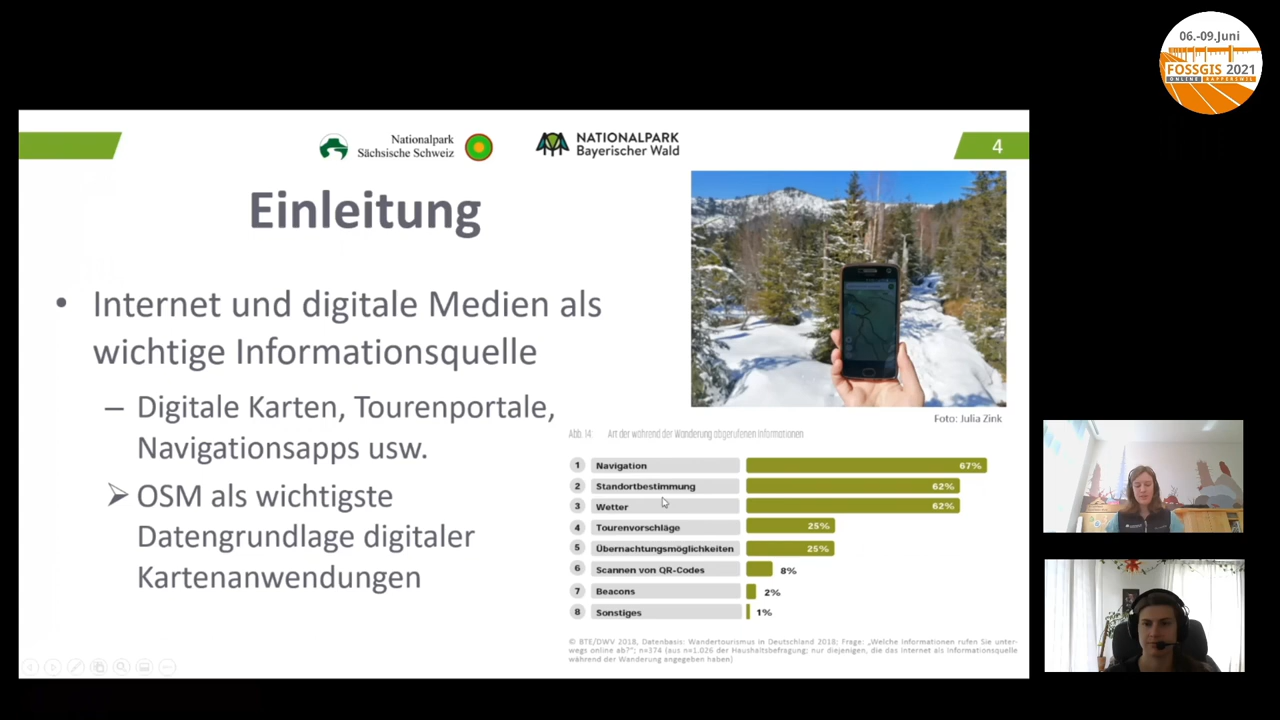 06.-09.Juni
FOSSGIS 2021
ONLINE RAPPERSWIL
Nationalpark
Sächsische Schweiz
NATIONALPARK
Bayerischer Wald
4
Einleitung
• Internet und digitale Medien als
wichtige Informationsquelle
– Digitale Karten, Tourenportale,
Navigationsapps usw.
➢ OSM als wichtigste
Datengrundlage digitaler
Kartenanwendungen
Foto: Julia Zink
Abb. 14: Art der während der Wanderung abgerufenen Informationen
1 Navigation 67%
2 Standortbestimmung 62%
3 Wetter 62%
4 Tourenvorschläge 25%
5 Übernachtungsmöglichkeiten 25%
6 Scannen von QR-Codes 8%
7 Beacons 2%
8 Sonstiges 1%
© BTE/DWV 2018, Datenbasis: Wandertourismus in Deutschland 2018; Frage: „Welche Informationen rufen Sie unter-
wegs online ab?“; n=374 (aus n=1.026 der Haushaltsbefragung; nur diejenigen, die das Internet als Informationsquelle
während der Wanderung angegeben haben)